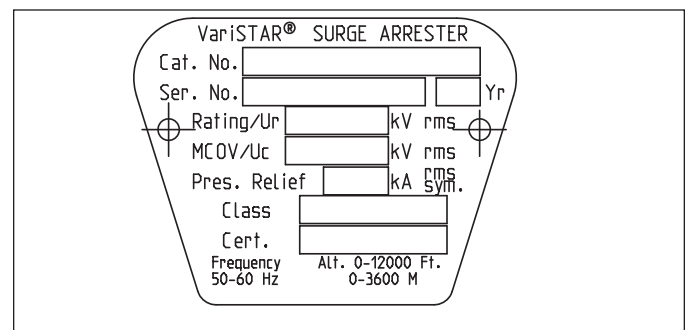 VariSTAR® SURGE ARRESTER
Cat. No.
Ser. No. Yr
Rating/Ur kV rms
MCOV/Uc kV rms
Pres. Relief kA rms sym.
Class
Cert.
Frequency Alt. 0-12000 Ft.
50-60 Hz 0-3600 M